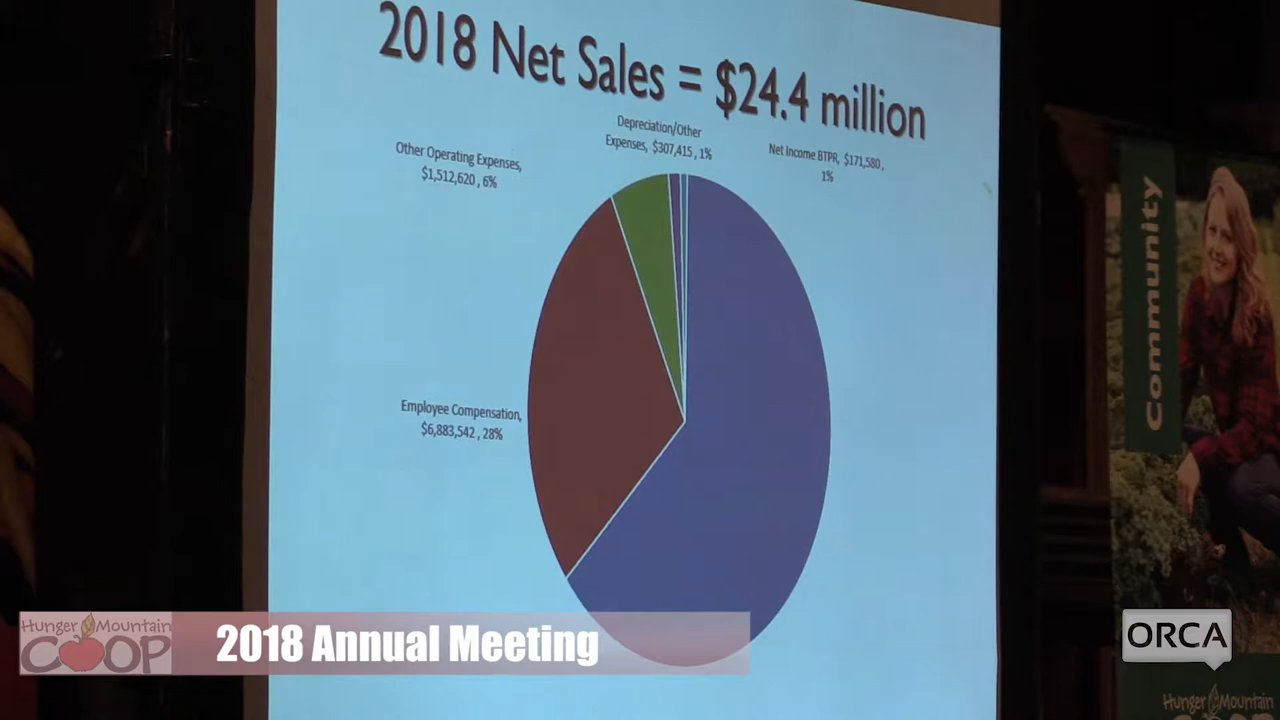 2018 Net Sales = $24.4 million
Depreciation/Other
Expenses, $307,415 , 1%
Net Income BTPR, $171,580 ,
1%
Other Operating Expenses,
$1,512,620 , 6%
Employee Compensation,
$6,883,542 , 28%
Community
Hunger Mountain
COOP
2018 Annual Meeting
ORCA
Hunger Mountain